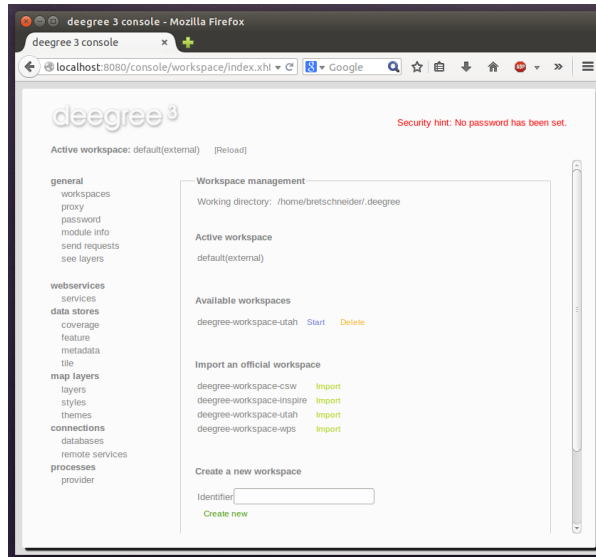 deegree 3 console - Mozilla Firefox
deegree 3 console
localhost:8080/console/workspace/index.xht
Google
ABP
deegree 3
Security hint: No password has been set.
Active workspace: default(external) [Reload]
general
workspaces
proxy
password
module info
send requests
see layers
webservices
services
data stores
coverage
feature
metadata
tile
map layers
layers
styles
themes
connections
databases
remote services
processes
provider
Workspace management
Working directory: /home/bretschneider/.deegree
Active workspace
default(external)
Available workspaces
deegree-workspace-utah Start Delete
Import an official workspace
deegree-workspace-csw Import
deegree-workspace-inspire Import
deegree-workspace-utah Import
deegree-workspace-wps Import
Create a new workspace
Identifier
Create new